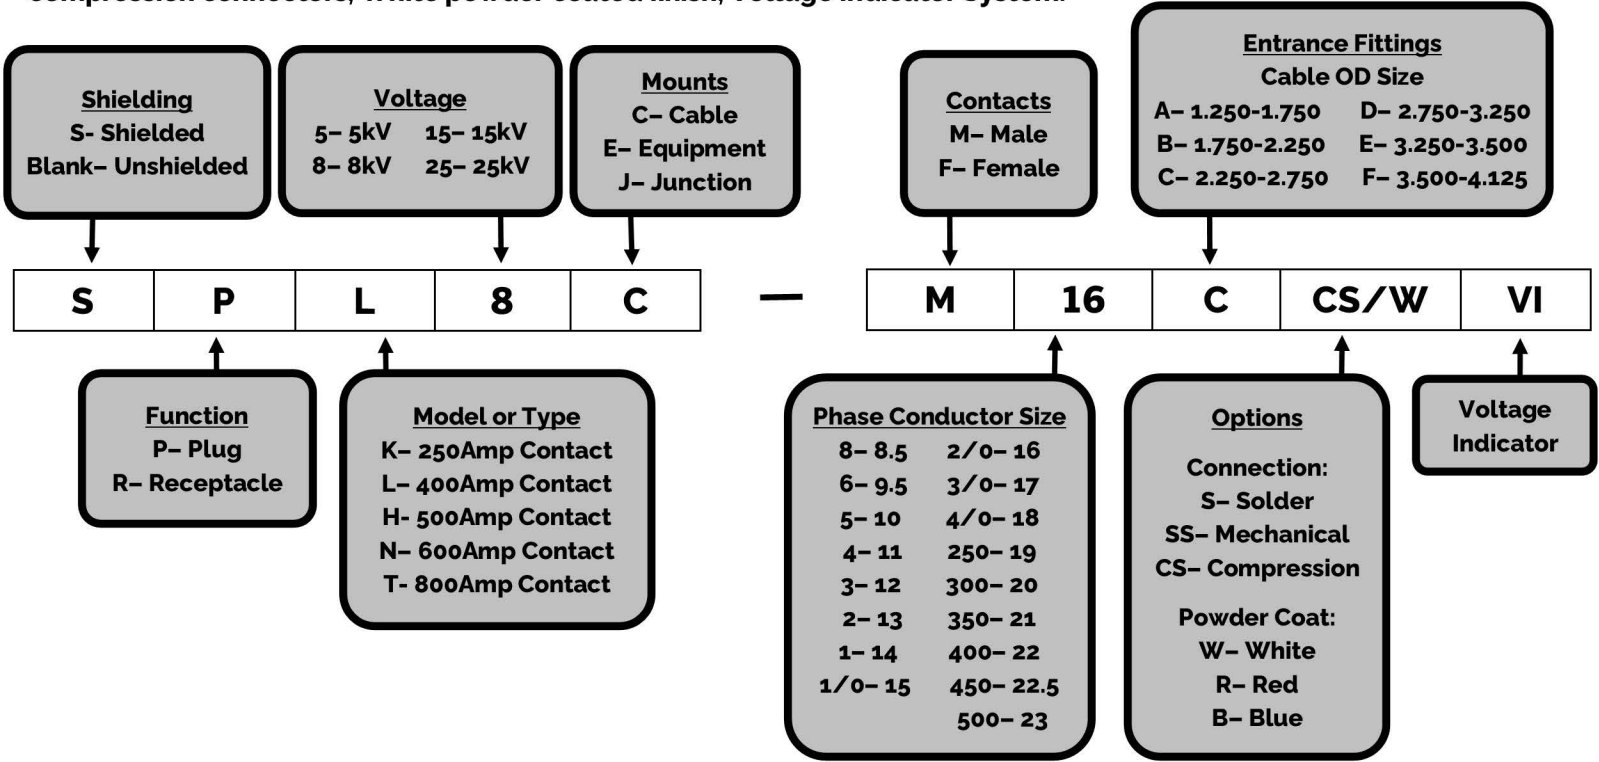 Shielding
S- Shielded
Blank– Unshielded
Voltage
5– 5kV 15– 15kV
8– 8kV 25– 25kV
Mounts
C– Cable
E– Equipment
J– Junction
Contacts
M– Male
F– Female
Entrance Fittings
Cable OD Size
A– 1.250-1.750 D– 2.750-3.250
B– 1.750-2.250 E– 3.250-3.500
C– 2.250-2.750 F– 3.500-4.125
S P L 8 C — M 16 C CS/W VI
Function
P– Plug
R– Receptacle
Model or Type
K– 250Amp Contact
L– 400Amp Contact
H- 500Amp Contact
N– 600Amp Contact
T- 800Amp Contact
Phase Conductor Size
8– 8.5 2/0– 16
6– 9.5 3/0– 17
5– 10 4/0– 18
4– 11 250– 19
3– 12 300– 20
2– 13 350– 21
1– 14 400– 22
1/0– 15 450– 22.5
500– 23
Options
Connection:
S– Solder
SS– Mechanical
CS– Compression
Powder Coat:
W– White
R– Red
B– Blue
Voltage
Indicator